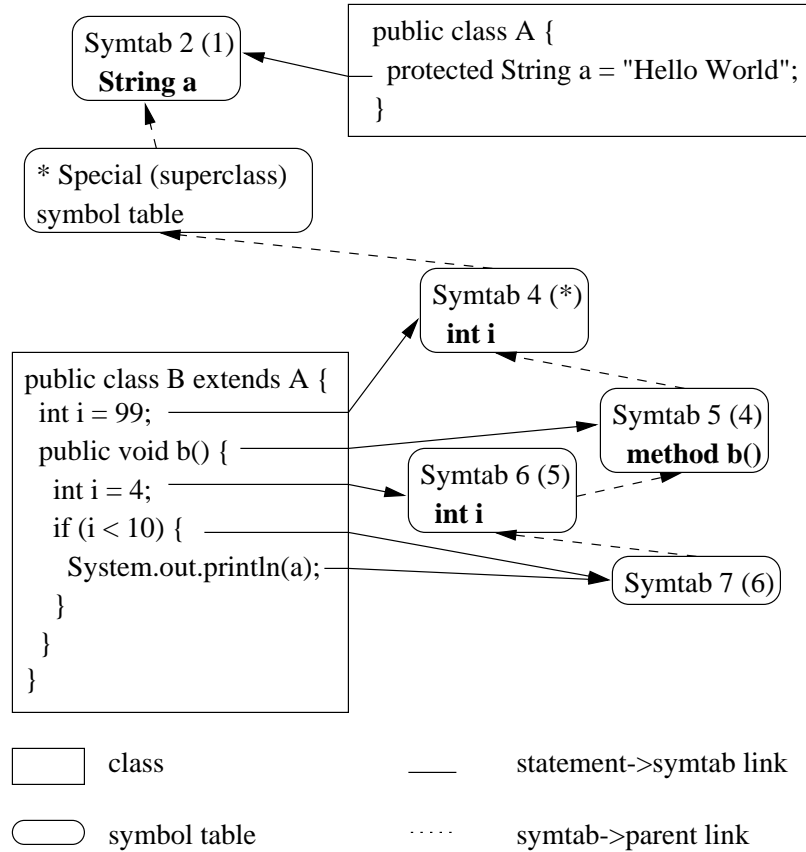 Symtab 2 (1)
String a
public class A {
protected String a = "Hello World";
}
* Special (superclass)
symbol table
Symtab 4 (*)
int i
public class B extends A {
int i = 99;
public void b() {
int i = 4;
if (i < 10) {
System.out.println(a);
}
}
}
Symtab 5 (4)
method b()
Symtab 6 (5)
int i
Symtab 7 (6)
class
statement->symtab link
symbol table
symtab->parent link